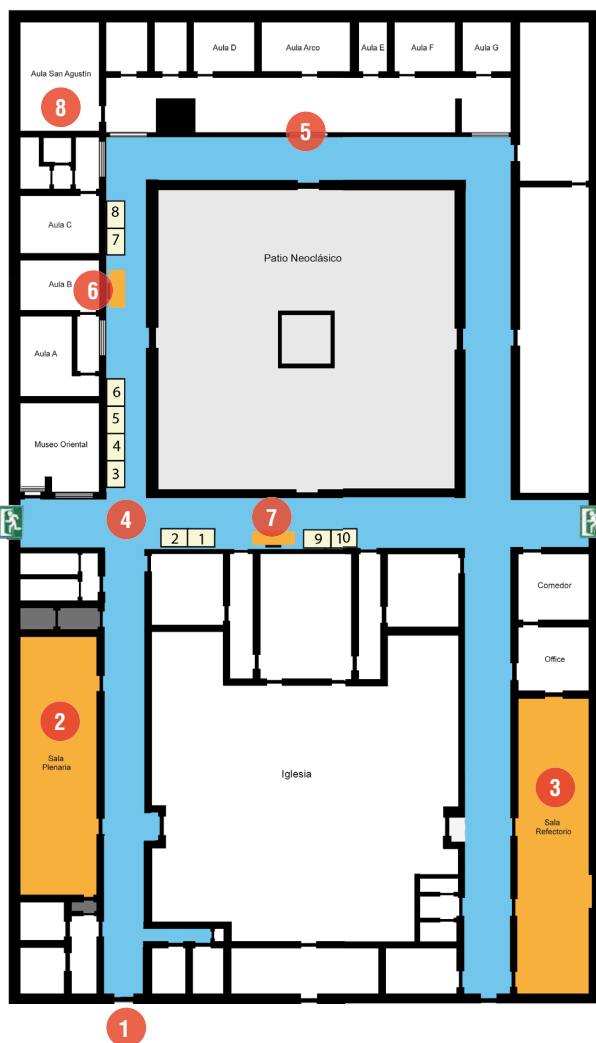 Aula D
Aula Arco
Aula E
Aula F
Aula G
Aula San Agustín
8
5
Aula C
8
7
Patio Neoclásico
Aula B
6
Aula A
6
5
4
3
Museo Oriental
4
7
2
1
9
10
Comedor
Office
2
Sala
Plenaria
Iglesia
3
Sala
Refectorio
1